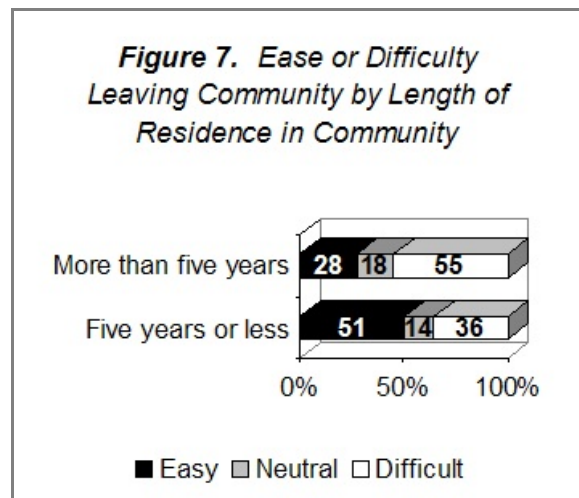 Figure 7. Ease or Difficulty
Leaving Community by Length of
Residence in Community
More than five years 28 18 55
Five years or less 51 14 36
0% 50% 100%
Easy Neutral Difficult